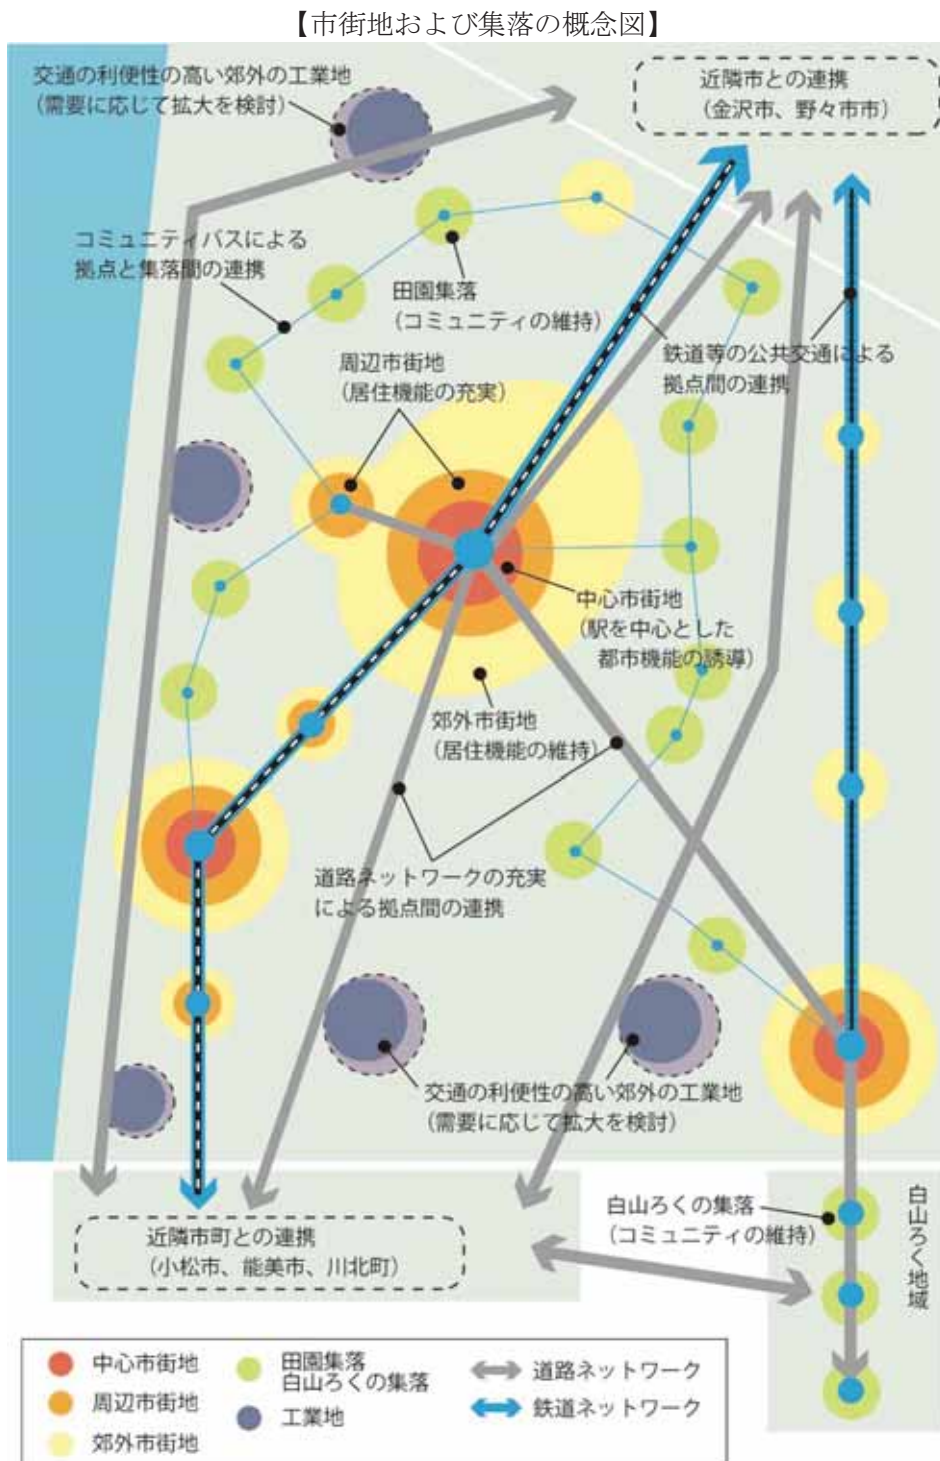 【市街地および集落の概念図】
交通の利便性の高い郊外の工業地
(需要に応じて拡大を検討)
近隣市との連携
(金沢市、野々市市)
コミュニティバスによる
拠点と集落間の連携
田園集落
(コミュニティの維持)
鉄道等の公共交通による
拠点間の連携
周辺市街地
(居住機能の充実)
中心市街地
(駅を中心とした
都市機能の誘導)
郊外市街地
(居住機能の維持)
道路ネットワークの充実
による拠点間の連携
交通の利便性の高い郊外の工業地
(需要に応じて拡大を検討)
白山ろくの集落
(コミュニティの維持)
白山ろく地域
近隣市町との連携
(小松市、能美市、川北町)
中心市街地
周辺市街地
郊外市街地
田園集落
白山ろくの集落
工業地
道路ネットワーク
鉄道ネットワーク